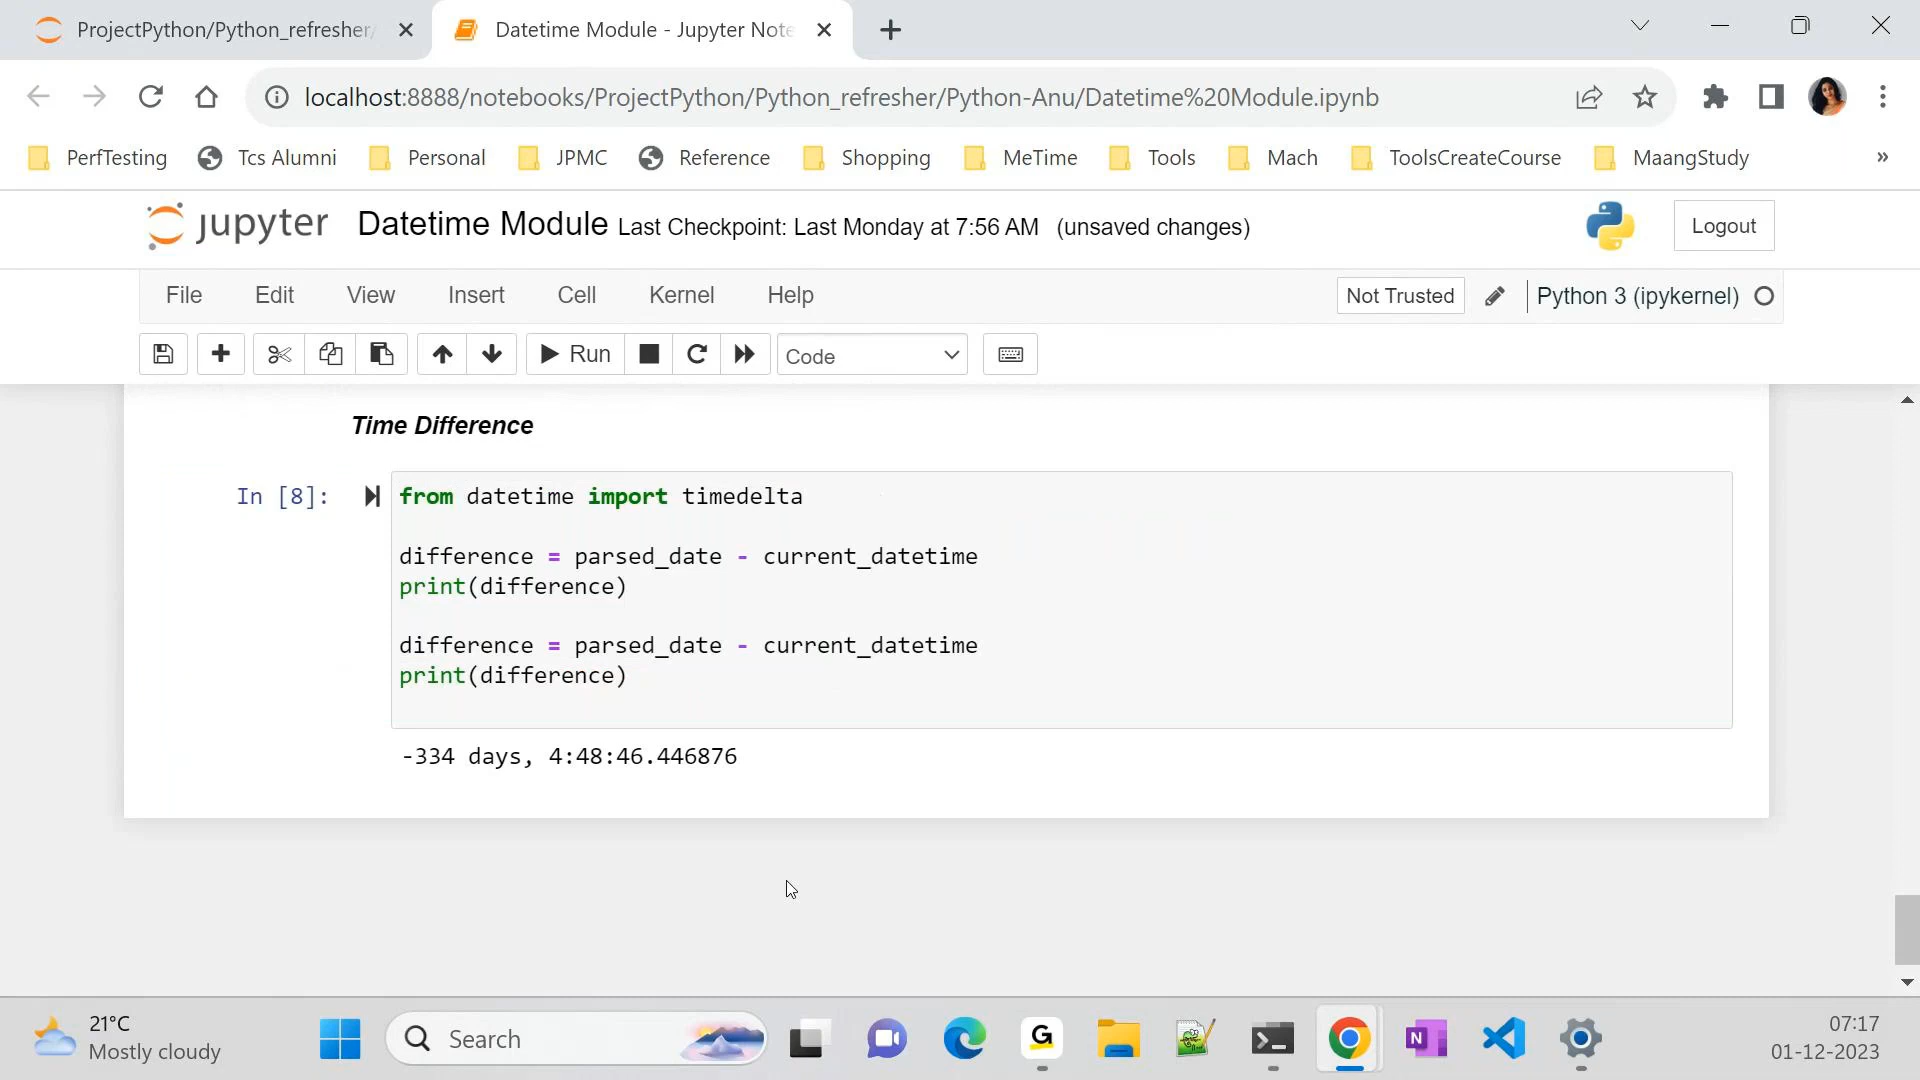 ProjectPython/Python_refresher/
Datetime Module - Jupyter Note
localhost:8888/notebooks/ProjectPython/Python_refresher/Python-Anu/Datetime%20Module.ipynb
PerfTesting Tcs Alumni Personal JPMC Reference Shopping MeTime Tools Mach ToolsCreateCourse MaangStudy »
jupyter Datetime Module Last Checkpoint: Last Monday at 7:56 AM (unsaved changes) Logout
File Edit View Insert Cell Kernel Help Not Trusted Python 3 (ipykernel)
Run Code
Time Difference
In [8]: from datetime import timedelta
difference = parsed_date - current_datetime
print(difference)
difference = parsed_date - current_datetime
print(difference)
-334 days, 4:48:46.446876
21°C
Mostly cloudy
Search
G
N
07:17
01-12-2023